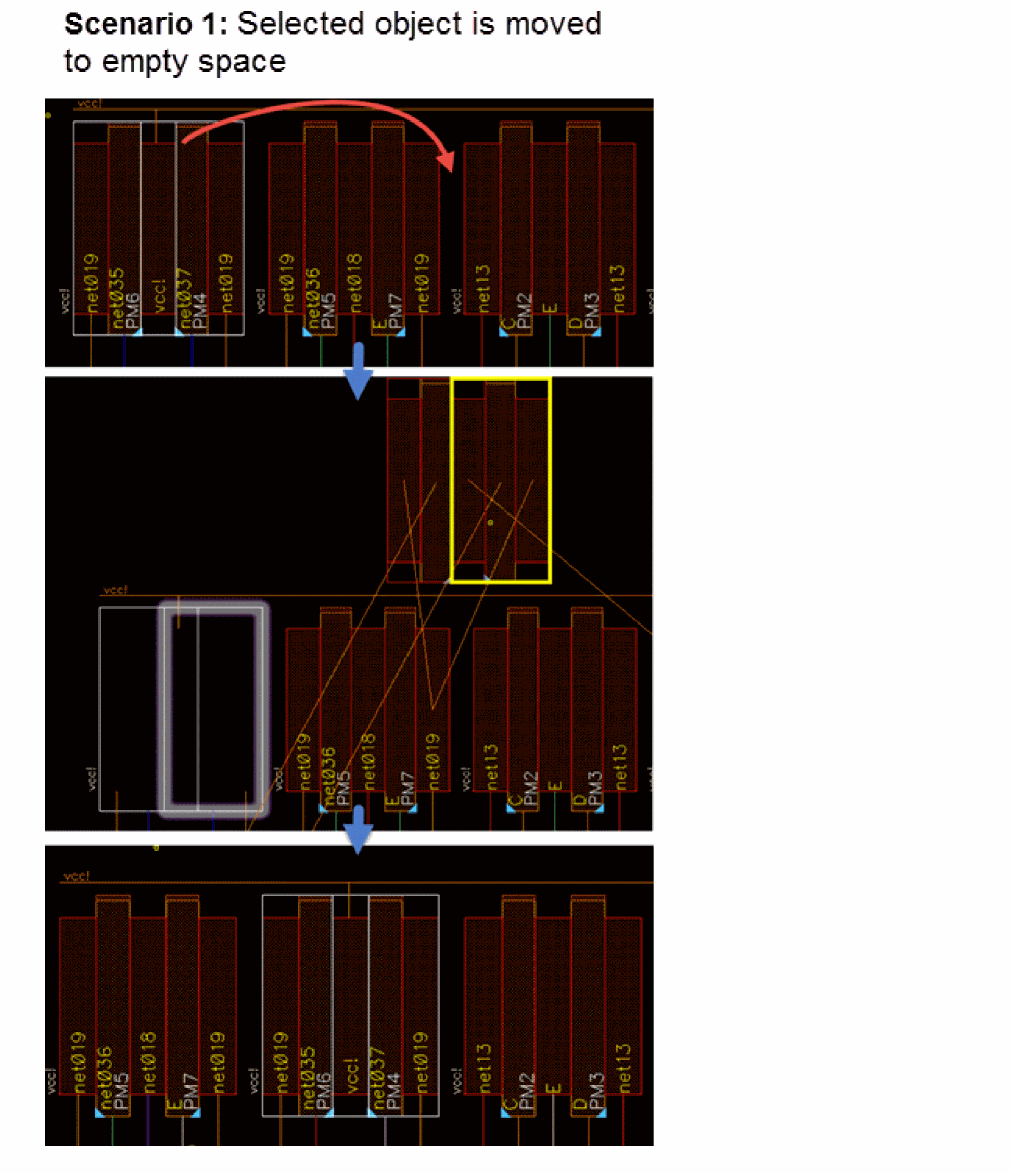 Scenario 1: Selected object is moved
to empty space
vcc!
vcc! net019 net035 PM6 vcc! net037 PM4 net019 vcc! net019 net036 PM5 net018 E PM7 net019 vcc! net13 C PM2 E D PM3 net13
vcc!
vcc! net019 net036 PM5 net018 E PM7 net019 vcc! net13 C PM2 E D PM3 net13
vcc!
vcc! net019 net036 PM5 net018 E PM7 net019 vcc! net019 net035 PM6 vcc! net037 PM4 net019 vcc! net13 C PM2 E D PM3 net13